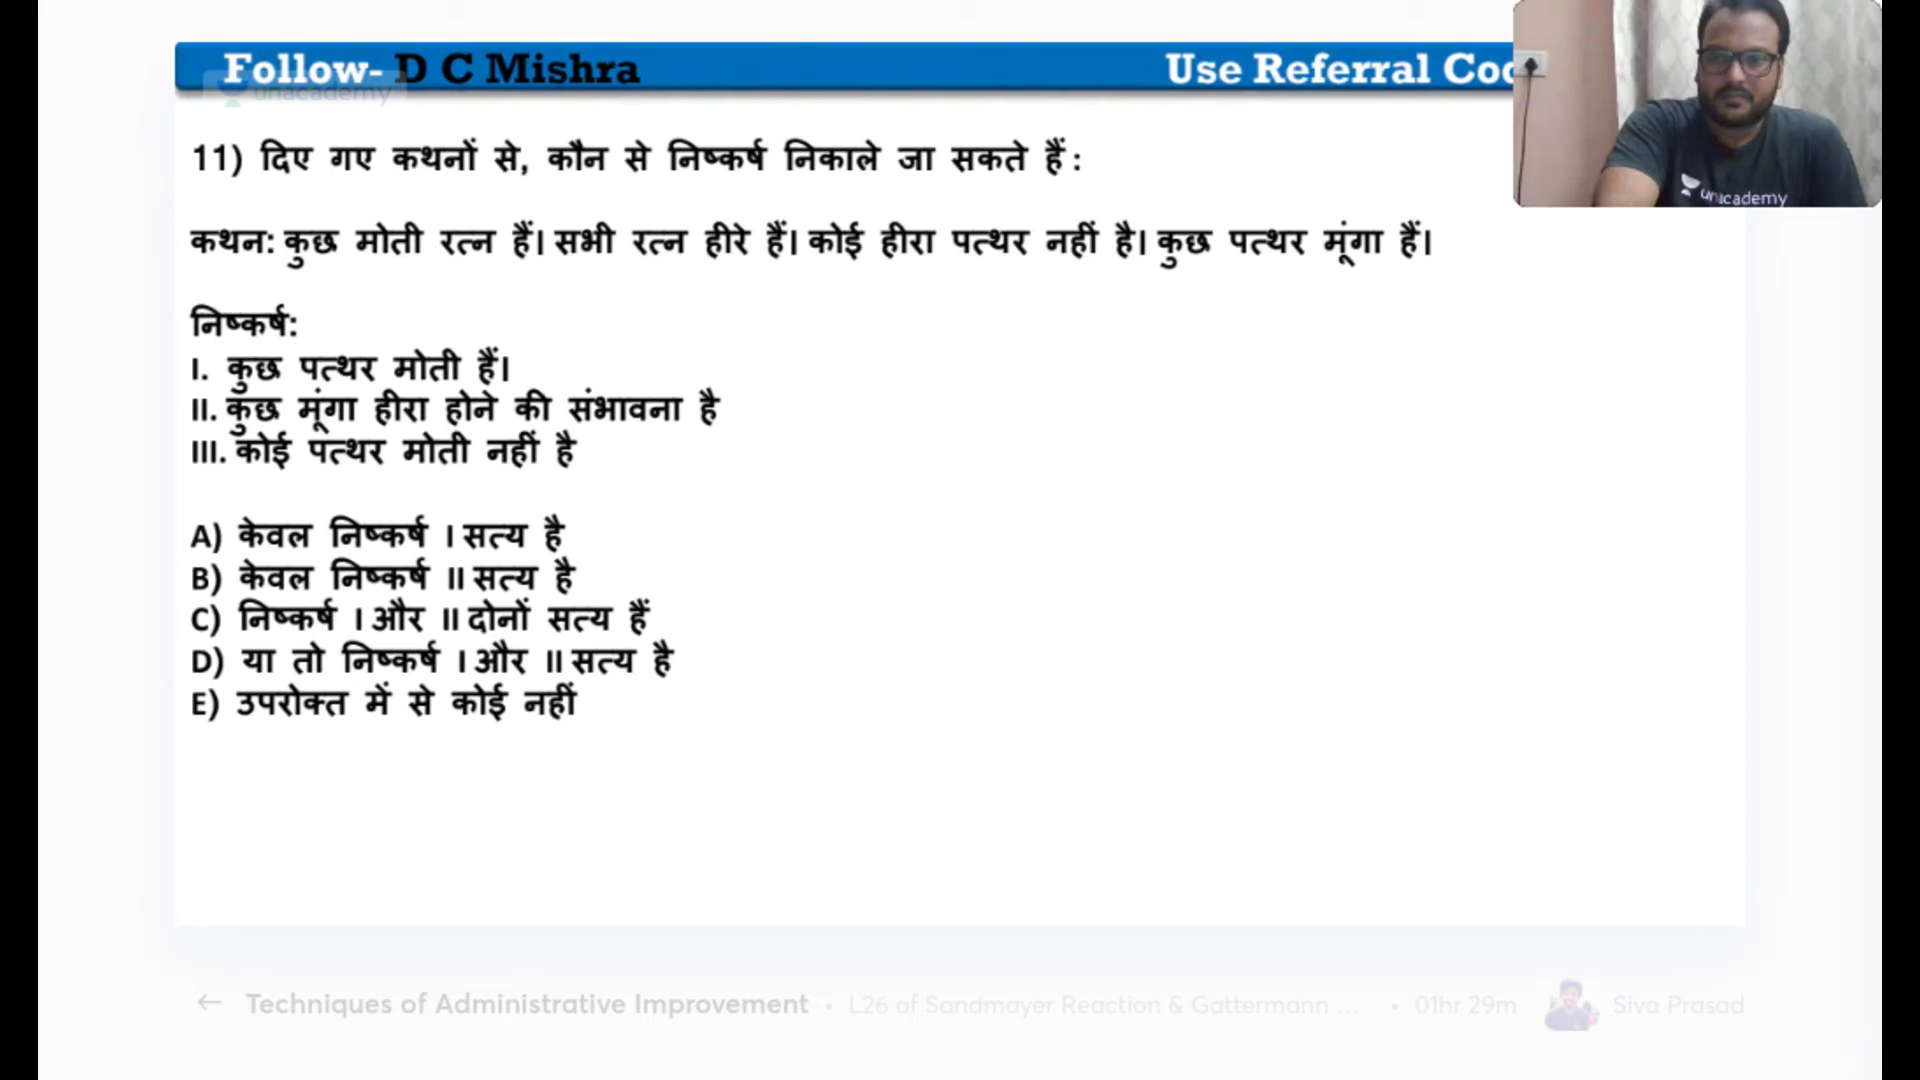 Follow- D C Mishra
Use Referral Co
unacademy
11) दिए गए कथनों से, कौन से निष्कर्ष निकाले जा सकते हैं :
कथन: कुछ मोती रत्न हैं। सभी रत्न हीरे हैं। कोई हीरा पत्थर नहीं है। कुछ पत्थर मूंगा हैं।
निष्कर्ष:
I. कुछ पत्थर मोती हैं।
II. कुछ मूंगा हीरा होने की संभावना है
III. कोई पत्थर मोती नहीं है
A) केवल निष्कर्ष I सत्य है
B) केवल निष्कर्ष II सत्य है
C) निष्कर्ष I और II दोनों सत्य हैं
D) या तो निष्कर्ष I और II सत्य है
E) उपरोक्त में से कोई नहीं
unacademy
← Techniques of Administrative Improvement • L26 of Sandmayer Reaction & Gattermann ... • 01hr 29m Siva Prasad